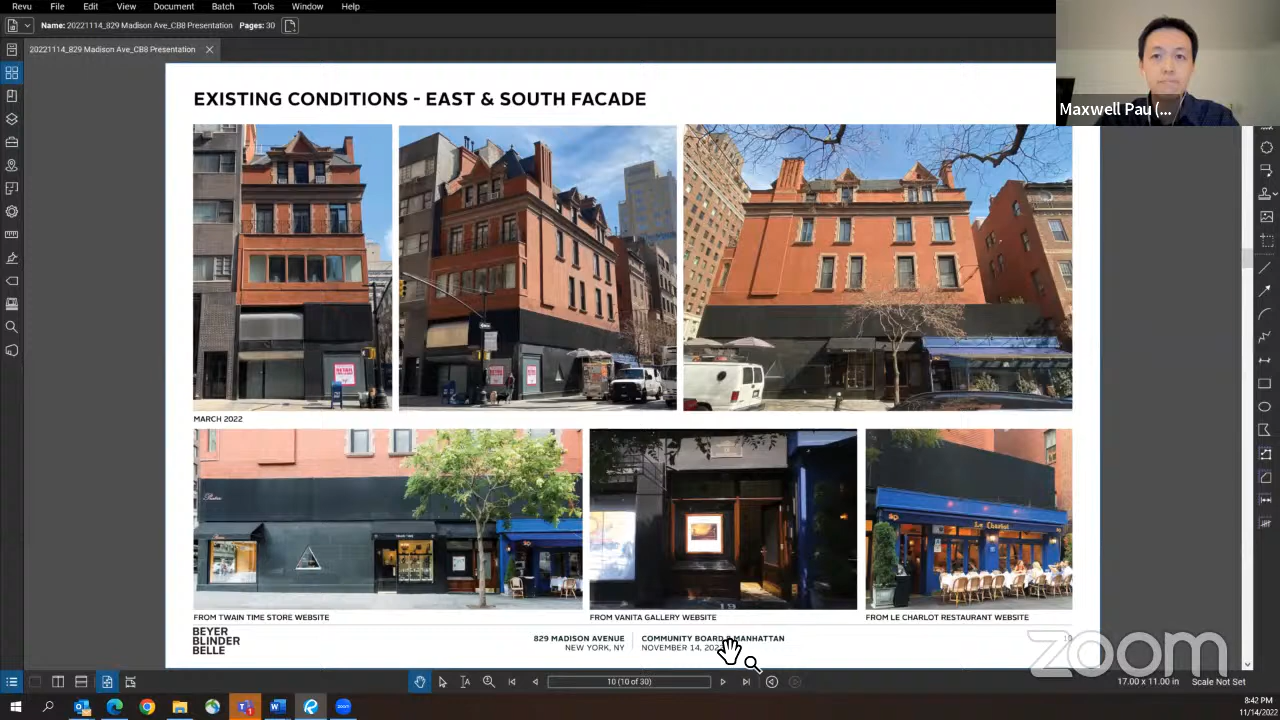 Revu File Edit View Document Batch Tools Window Help
Name: 20221114_829 Madison Ave_CB8 Presentation Pages: 30
20221114_829 Madison Ave_CB8 Presentation
Maxwell Pau (...
EXISTING CONDITIONS - EAST & SOUTH FACADE
MARCH 2022
Le Charlot
FROM TWAIN TIME STORE WEBSITE
FROM VANITA GALLERY WEBSITE
FROM LE CHARLOT RESTAURANT WEBSITE
BEYER
BLINDER
BELLE
829 MADISON AVENUE
NEW YORK, NY
COMMUNITY BOARD MANHATTAN
NOVEMBER 14,
zoom
10 (10 of 30)
17.00 x 11.00 in Scale Not Set
8:42 PM
11/14/2022